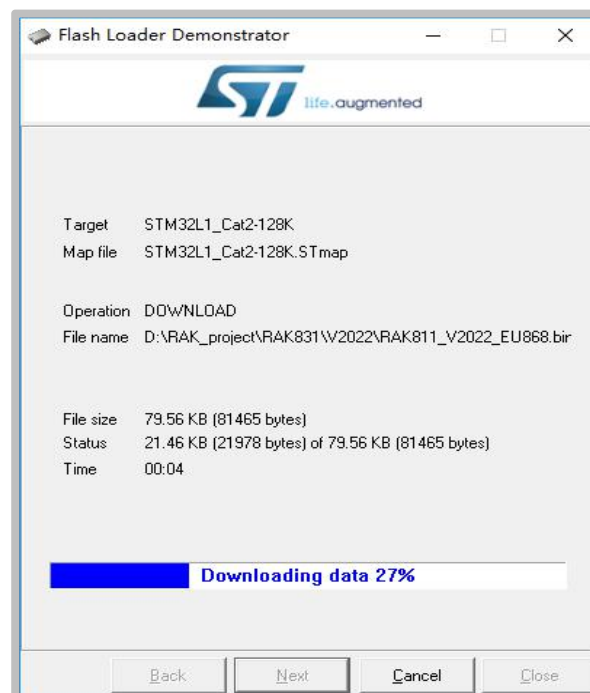 Flash Loader Demonstrator
ST life.augmented
Target STM32L1_Cat2-128K
Map file STM32L1_Cat2-128K.STmap
Operation DOWNLOAD
File name D:\RAK_project\RAK831\V2022\RAK811_V2022_EU868.bin
File size 79.56 KB (81465 bytes)
Status 21.46 KB (21978 bytes) of 79.56 KB (81465 bytes)
Time 00:04
Downloading data 27%
Back Next Cancel Close